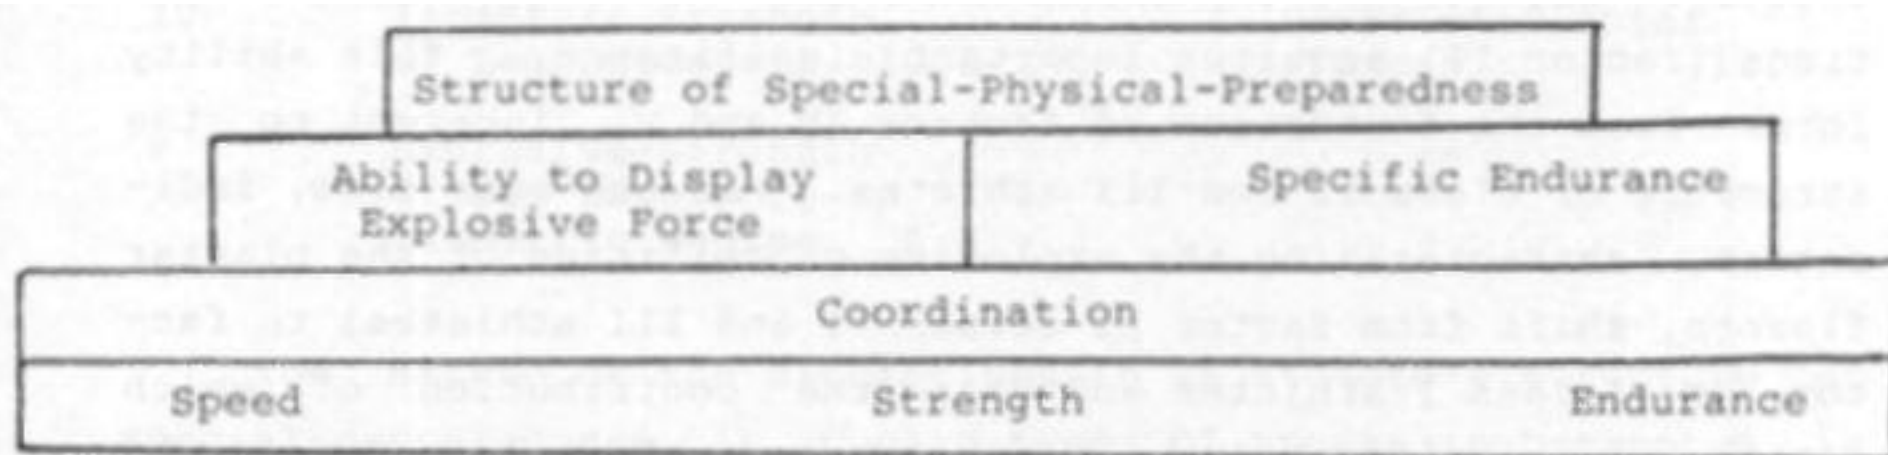 Structure of Special-Physical-Preparedness
Ability to Display
Explosive Force
Specific Endurance
Coordination
Speed Strength Endurance